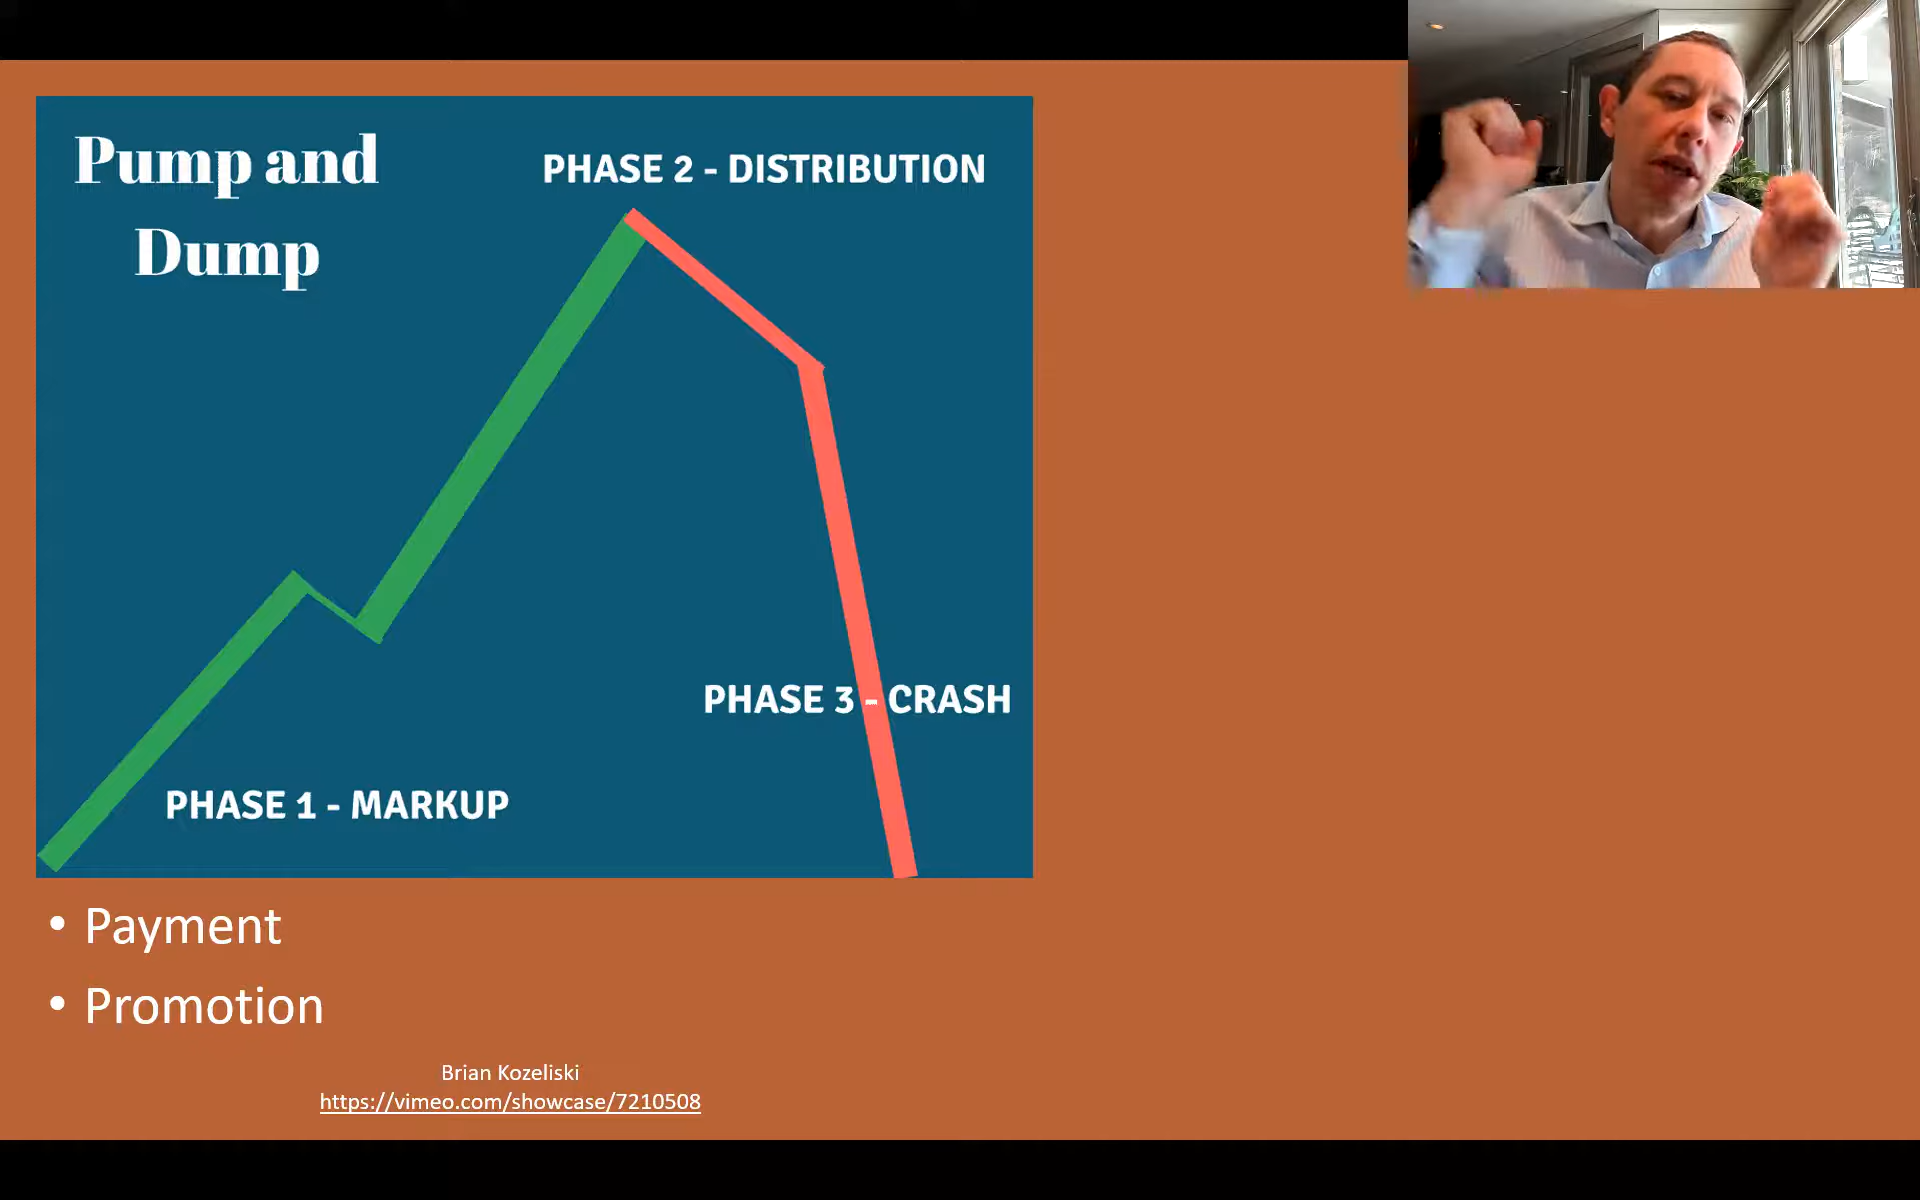 Pump and
Dump
PHASE 2 - DISTRIBUTION
PHASE 3 - CRASH
PHASE 1 - MARKUP
• Payment
• Promotion
Brian Kozeliski
https://vimeo.com/showcase/7210508